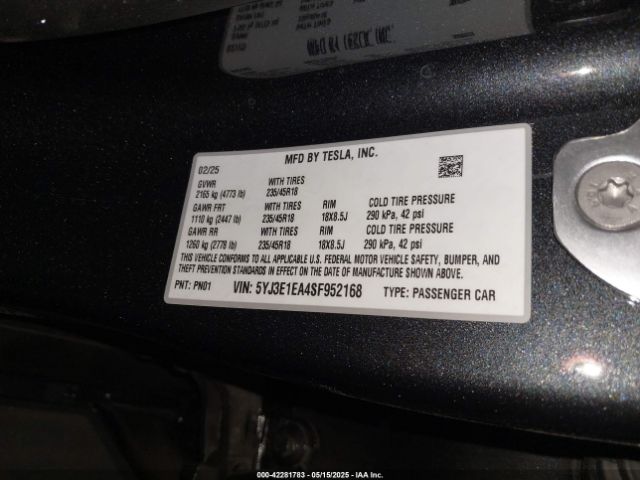 MFD BY TESLA, INC.
02/25
GVWR WITH TIRES
2165 kg (4773 lb) 235/45R18
GAWR FRT WITH TIRES RIM COLD TIRE PRESSURE
1110 kg (2447 lb) 235/45R18 18X8.5J 290 kPa, 42 psi
GAWR RR WITH TIRES RIM COLD TIRE PRESSURE
1260 kg (2778 lb) 235/45R18 18X8.5J 290 kPa, 42 psi
THIS VEHICLE CONFORMS TO ALL APPLICABLE U.S. FEDERAL MOTOR VEHICLE SAFETY, BUMPER, AND
THEFT PREVENTION STANDARDS IN EFFECT ON THE DATE OF MANUFACTURE SHOWN ABOVE.
PNT: PN01 VIN: 5YJ3E1EA4SF952168 TYPE: PASSENGER CAR
000-42281783 - 05/15/2025 - IAA Inc.